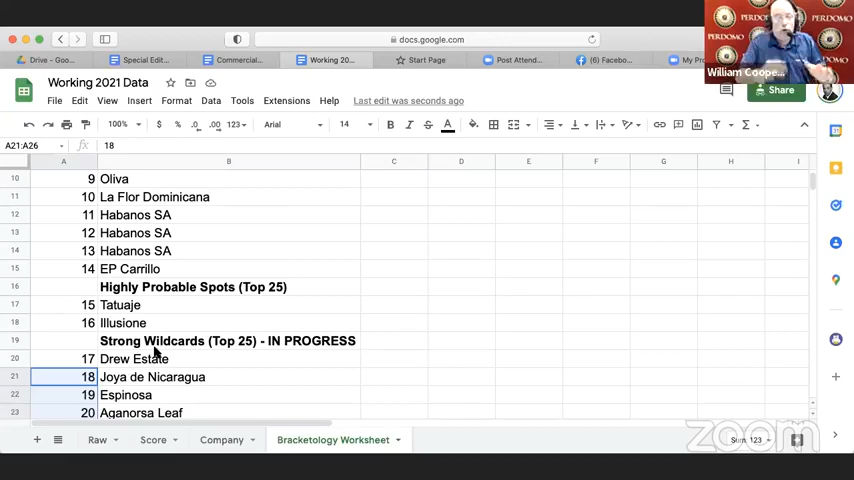 docs.google.com
PERDOMO
PERDOMO
Drive – Goo...
Special Edit...
Commercial...
Working 20...
Start Page
Post Attend...
(6) Facebo...
My Pro
William Coope...
Working 2021 Data
File Edit View Insert Format Data Tools Extensions Help Last edit was seconds ago
Share
100% $ % .0 .00 123 Arial 14 B I S A
A21:A26 fx 18
A B C D E F G H I
10 9 Oliva
11 10 La Flor Dominicana
12 11 Habanos SA
13 12 Habanos SA
14 13 Habanos SA
15 14 EP Carrillo
16 Highly Probable Spots (Top 25)
17 15 Tatuaje
18 16 Illusione
19 Strong Wildcards (Top 25) - IN PROGRESS
20 17 Drew Estate
21 18 Joya de Nicaragua
22 19 Espinosa
23 20 Aganorsa Leaf
Raw Score Company Bracketology Worksheet Sum: 123
zoom